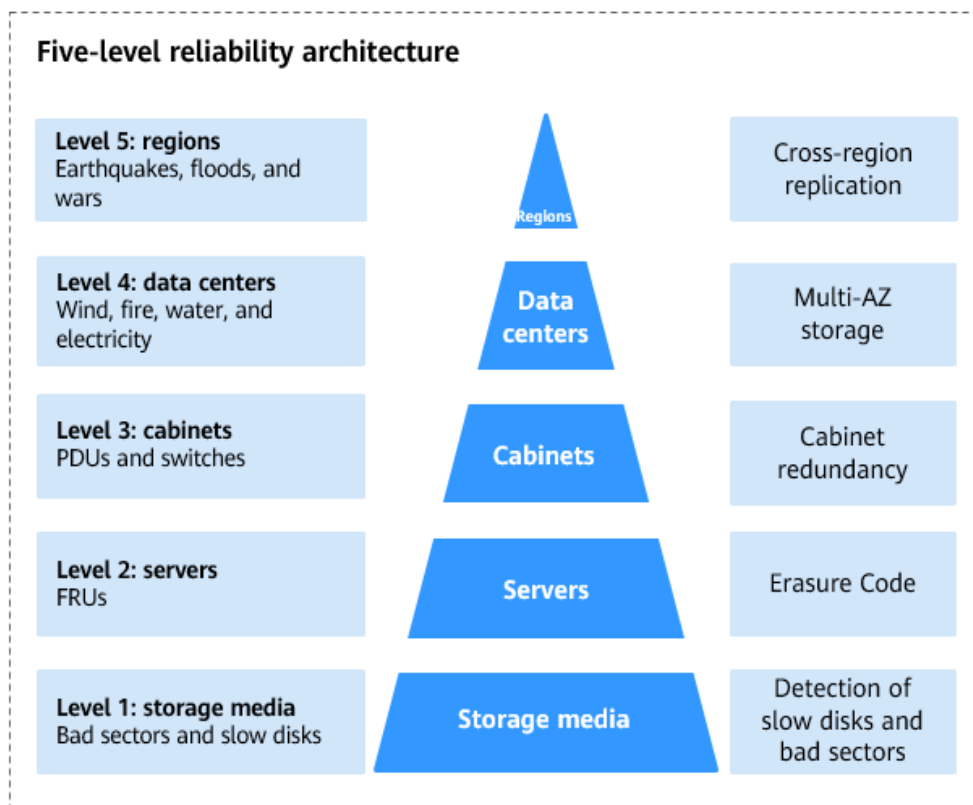 Five-level reliability architecture
Level 5: regions
Earthquakes, floods, and
wars
Regions
Cross-region
replication
Level 4: data centers
Wind, fire, water, and
electricity
Data
centers
Multi-AZ
storage
Level 3: cabinets
PDUs and switches
Cabinets
Cabinet
redundancy
Level 2: servers
FRUs
Servers
Erasure Code
Level 1: storage media
Bad sectors and slow disks
Storage media
Detection of
slow disks and
bad sectors